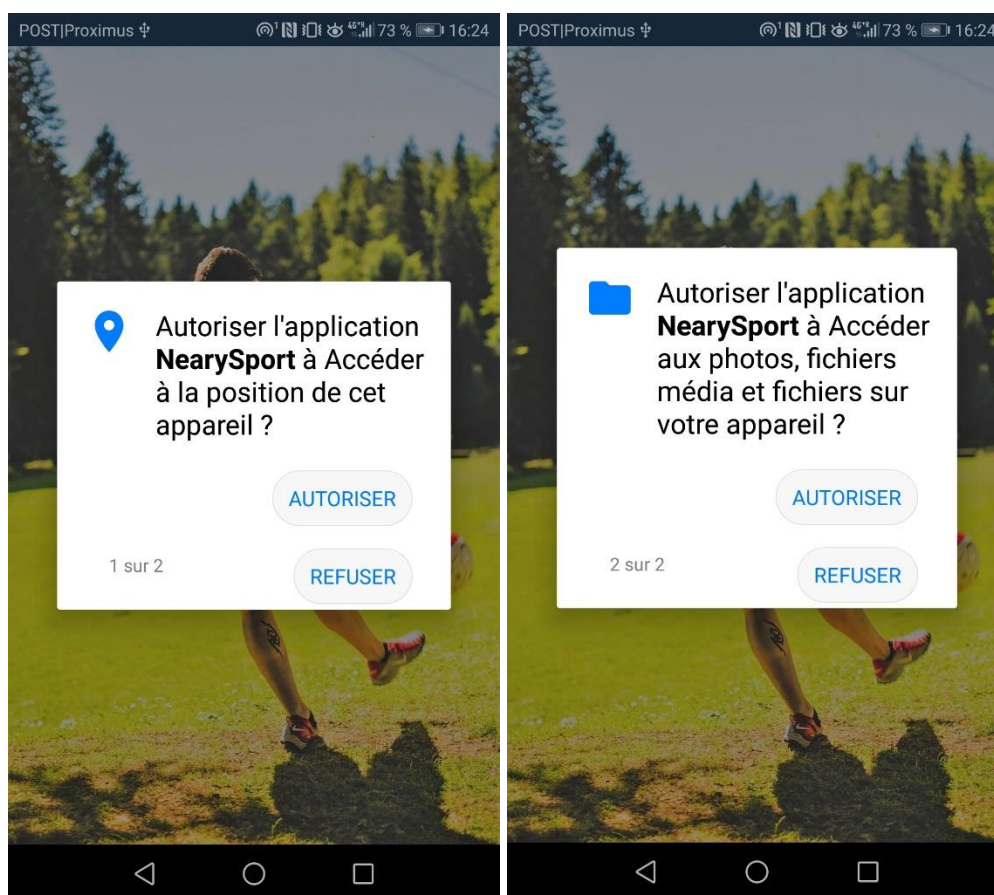 POST|Proximus 73 % 16:24
Autoriser l'application
NearySport à Accéder
à la position de cet
appareil ?
AUTORISER
1 sur 2
REFUSER
POST|Proximus 73 % 16:24
Autoriser l'application
NearySport à Accéder
aux photos, fichiers
média et fichiers sur
votre appareil ?
AUTORISER
2 sur 2
REFUSER